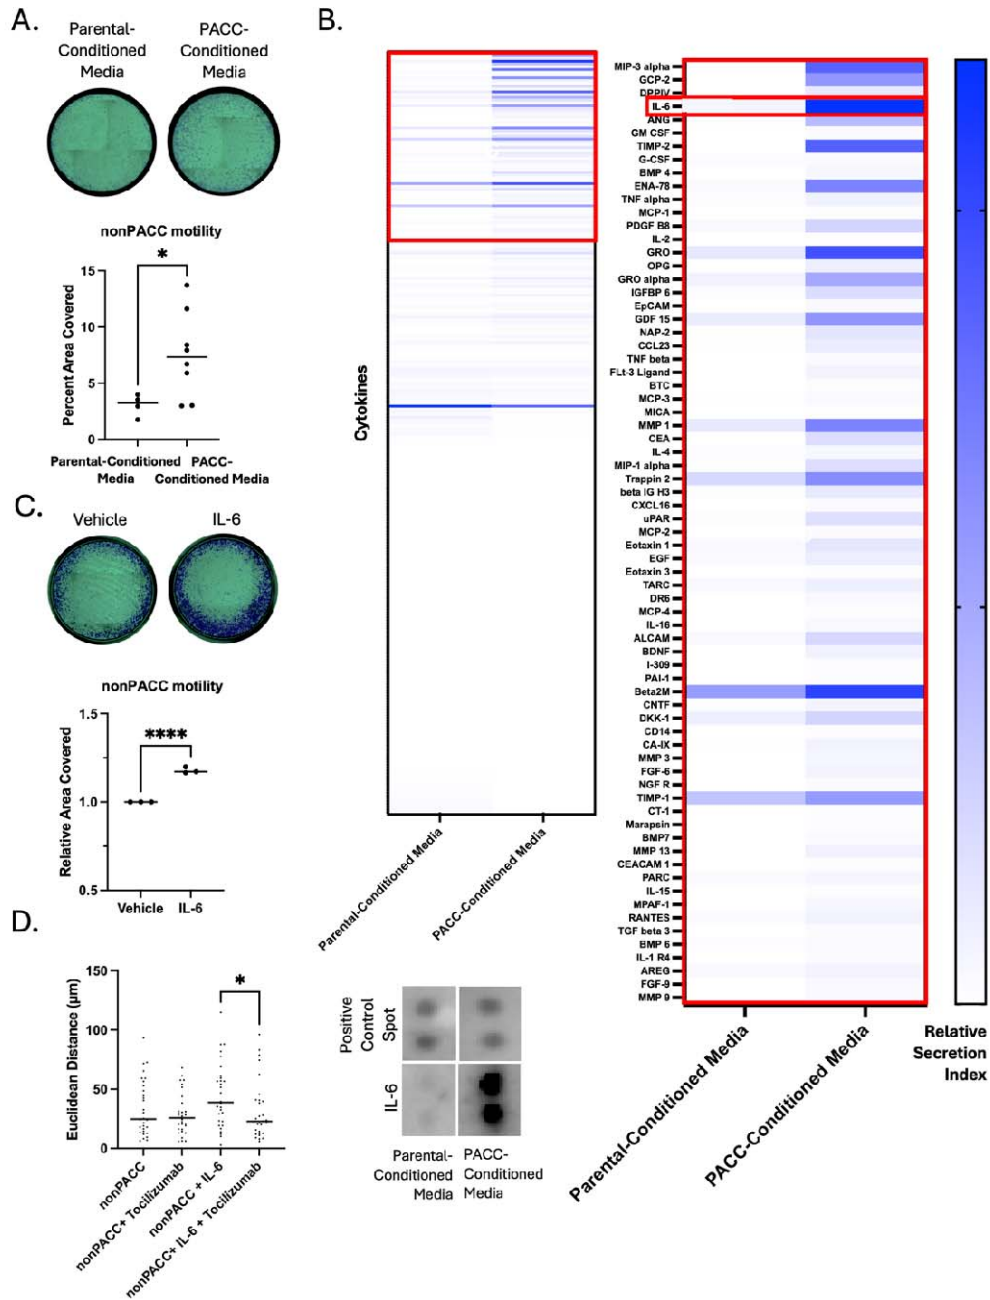 A.
Parental-
Conditioned
Media
PACC-
Conditioned
Media
nonPACC motility
*
Percent Area Covered
15
10
5
0
Parental-Conditioned
Media
PACC-
Conditioned Media
B.
Cytokines
Parental-Conditioned Media
PACC-Conditioned Media
MIP-3 alpha
GCP-2
DPPIV
IL-6
ANG
GM CSF
TIMP-2
G-CSF
BMP 4
ENA-78
TNF alpha
MCP-1
PDGF BB
IL-2
GRO
OPG
GRO alpha
IGFBP 6
EpCAM
GDF 15
NAP-2
CCL23
TNF beta
FLt-3 Ligand
BTC
MCP-3
MICA
MMP 1
CEA
IL-4
MIP-1 alpha
Trappin 2
beta IG H3
CXCL16
uPAR
MCP-2
Eotaxin 1
EGF
Eotaxin 3
TARC
DR6
MCP-4
IL-16
ALCAM
BDNF
I-309
PAI-1
Beta2M
CNTF
DKK-1
CD14
CA-IX
MMP 3
FGF-6
NGF R
TIMP-1
CT-1
Marapsin
BMP7
MMP 13
CEACAM 1
PARC
IL-15
MPAF-1
RANTES
TGF beta 3
BMP 6
IL-1 R4
AREG
FGF-9
MMP 9
Parental-Conditioned Media
PACC-Conditioned Media
Relative
Secretion
Index
Positive
Control
Spot
IL-6
Parental-
Conditioned
Media
PACC-
Conditioned
Media
C.
Vehicle
IL-6
nonPACC motility
****
Relative Area Covered
1.5
1.0
0.5
Vehicle
IL-6
D.
*
Euclidean Distance (µm)
150
100
50
0
nonPACC
nonPACC+ Tocilizumab
nonPACC + IL-6
nonPACC+ IL-6 + Tocilizumab